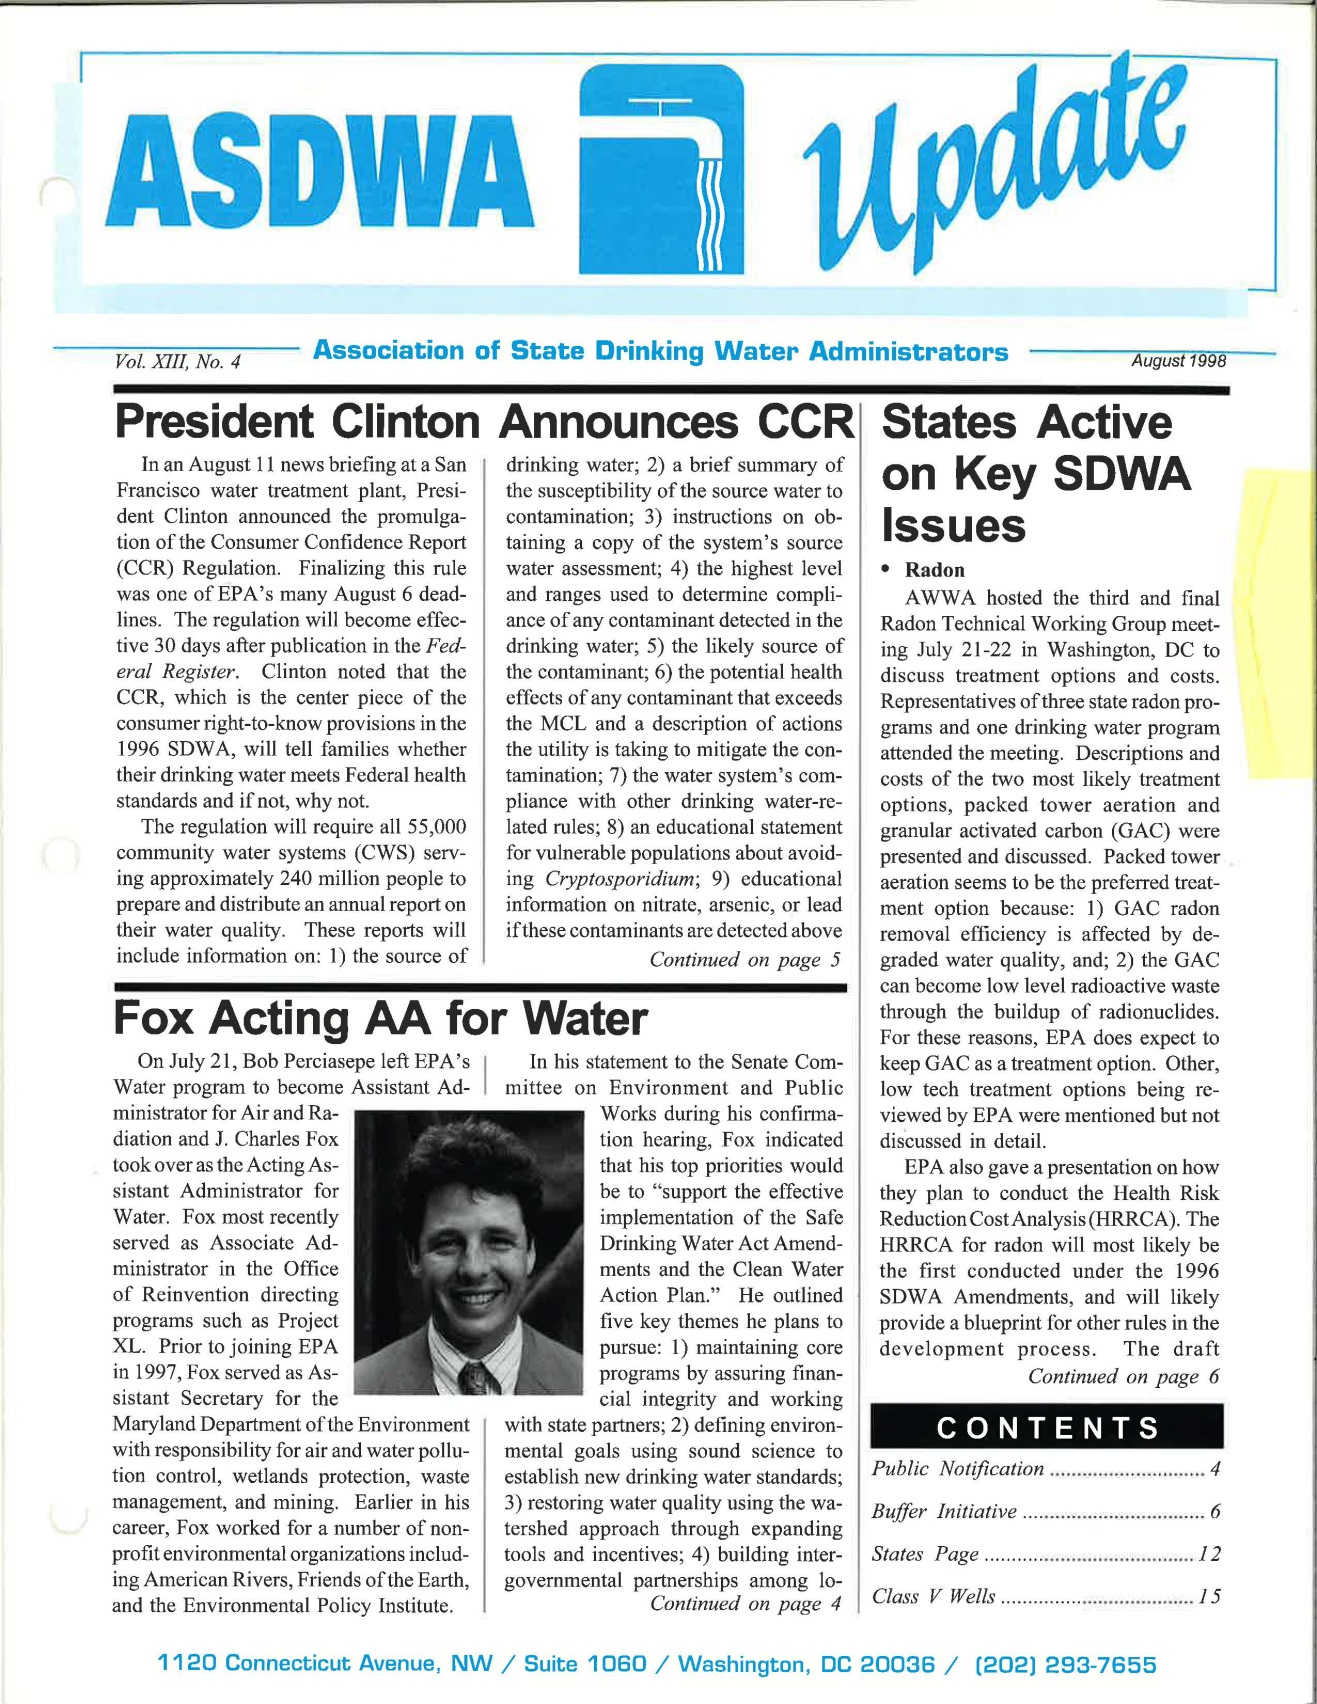 ASDWA Update
Association of State Drinking Water Administrators
Vol. XIII, No. 4
August 1998
President Clinton Announces CCR
In an August 11 news briefing at a San
Francisco water treatment plant, Presi-
dent Clinton announced the promulga-
tion of the Consumer Confidence Report
(CCR) Regulation. Finalizing this rule
was one of EPA's many August 6 dead-
lines. The regulation will become effec-
tive 30 days after publication in the Fed-
eral Register. Clinton noted that the
CCR, which is the center piece of the
consumer right-to-know provisions in the
1996 SDWA, will tell families whether
their drinking water meets Federal health
standards and if not, why not.
The regulation will require all 55,000
community water systems (CWS) serv-
ing approximately 240 million people to
prepare and distribute an annual report on
their water quality. These reports will
include information on: 1) the source of
drinking water; 2) a brief summary of
the susceptibility of the source water to
contamination; 3) instructions on ob-
taining a copy of the system's source
water assessment; 4) the highest level
and ranges used to determine compli-
ance of any contaminant detected in the
drinking water; 5) the likely source of
the contaminant; 6) the potential health
effects of any contaminant that exceeds
the MCL and a description of actions
the utility is taking to mitigate the con-
tamination; 7) the water system's com-
pliance with other drinking water-re-
lated rules; 8) an educational statement
for vulnerable populations about avoid-
ing Cryptosporidium; 9) educational
information on nitrate, arsenic, or lead
if these contaminants are detected above
Continued on page 5
Fox Acting AA for Water
On July 21, Bob Perciasepe left EPA's
Water program to become Assistant Ad-
ministrator for Air and Ra-
diation and J. Charles Fox
took over as the Acting As-
sistant Administrator for
Water. Fox most recently
served as Associate Ad-
ministrator in the Office
of Reinvention directing
programs such as Project
XL. Prior to joining EPA
in 1997, Fox served as As-
sistant Secretary for the
Maryland Department of the Environment
with responsibility for air and water pollu-
tion control, wetlands protection, waste
management, and mining. Earlier in his
career, Fox worked for a number of non-
profit environmental organizations includ-
ing American Rivers, Friends of the Earth,
and the Environmental Policy Institute.
In his statement to the Senate Com-
mittee on Environment and Public
Works during his confirma-
tion hearing, Fox indicated
that his top priorities would
be to "support the effective
implementation of the Safe
Drinking Water Act Amend-
ments and the Clean Water
Action Plan." He outlined
five key themes he plans to
pursue: 1) maintaining core
programs by assuring finan-
cial integrity and working
with state partners; 2) defining environ-
mental goals using sound science to
establish new drinking water standards;
3) restoring water quality using the wa-
tershed approach through expanding
tools and incentives; 4) building inter-
governmental partnerships among lo-
Continued on page 4
States Active
on Key SDWA
Issues
• Radon
AWWA hosted the third and final
Radon Technical Working Group meet-
ing July 21-22 in Washington, DC to
discuss treatment options and costs.
Representatives of three state radon pro-
grams and one drinking water program
attended the meeting. Descriptions and
costs of the two most likely treatment
options, packed tower aeration and
granular activated carbon (GAC) were
presented and discussed. Packed tower
aeration seems to be the preferred treat-
ment option because: 1) GAC radon
removal efficiency is affected by de-
graded water quality, and; 2) the GAC
can become low level radioactive waste
through the buildup of radionuclides.
For these reasons, EPA does expect to
keep GAC as a treatment option. Other,
low tech treatment options being re-
viewed by EPA were mentioned but not
discussed in detail.
EPA also gave a presentation on how
they plan to conduct the Health Risk
Reduction Cost Analysis (HRRCA). The
HRRCA for radon will most likely be
the first conducted under the 1996
SDWA Amendments, and will likely
provide a blueprint for other rules in the
development process. The draft
Continued on page 6
CONTENTS
Public Notification ............................ 4
Buffer Initiative ................................. 6
States Page ...................................... 12
Class V Wells ................................... 15
1120 Connecticut Avenue, NW / Suite 1060 / Washington, DC 20036 / (202) 293-7655